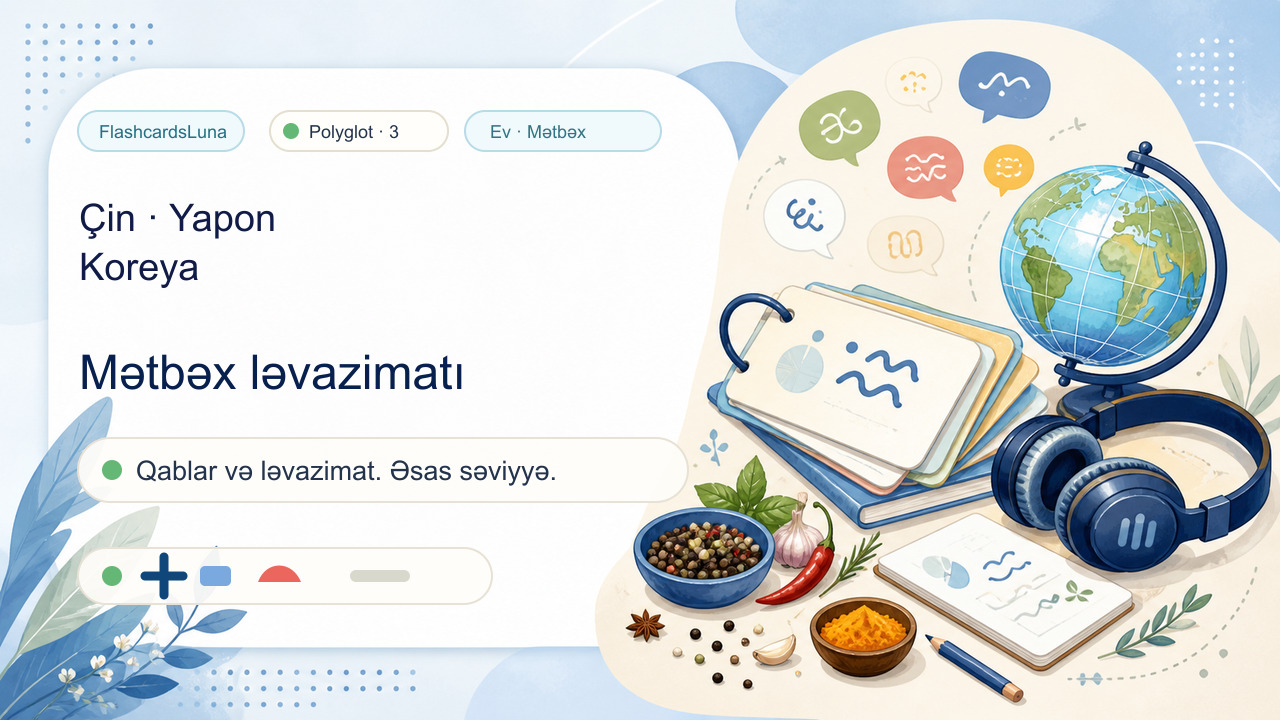 FlashcardsLuna
Polyglot · 3
Ev · Mətbəx
Çin · Yapon
Koreya
Mətbəx ləvazimatı
Qablar və ləvazimat. Əsas səviyyə.